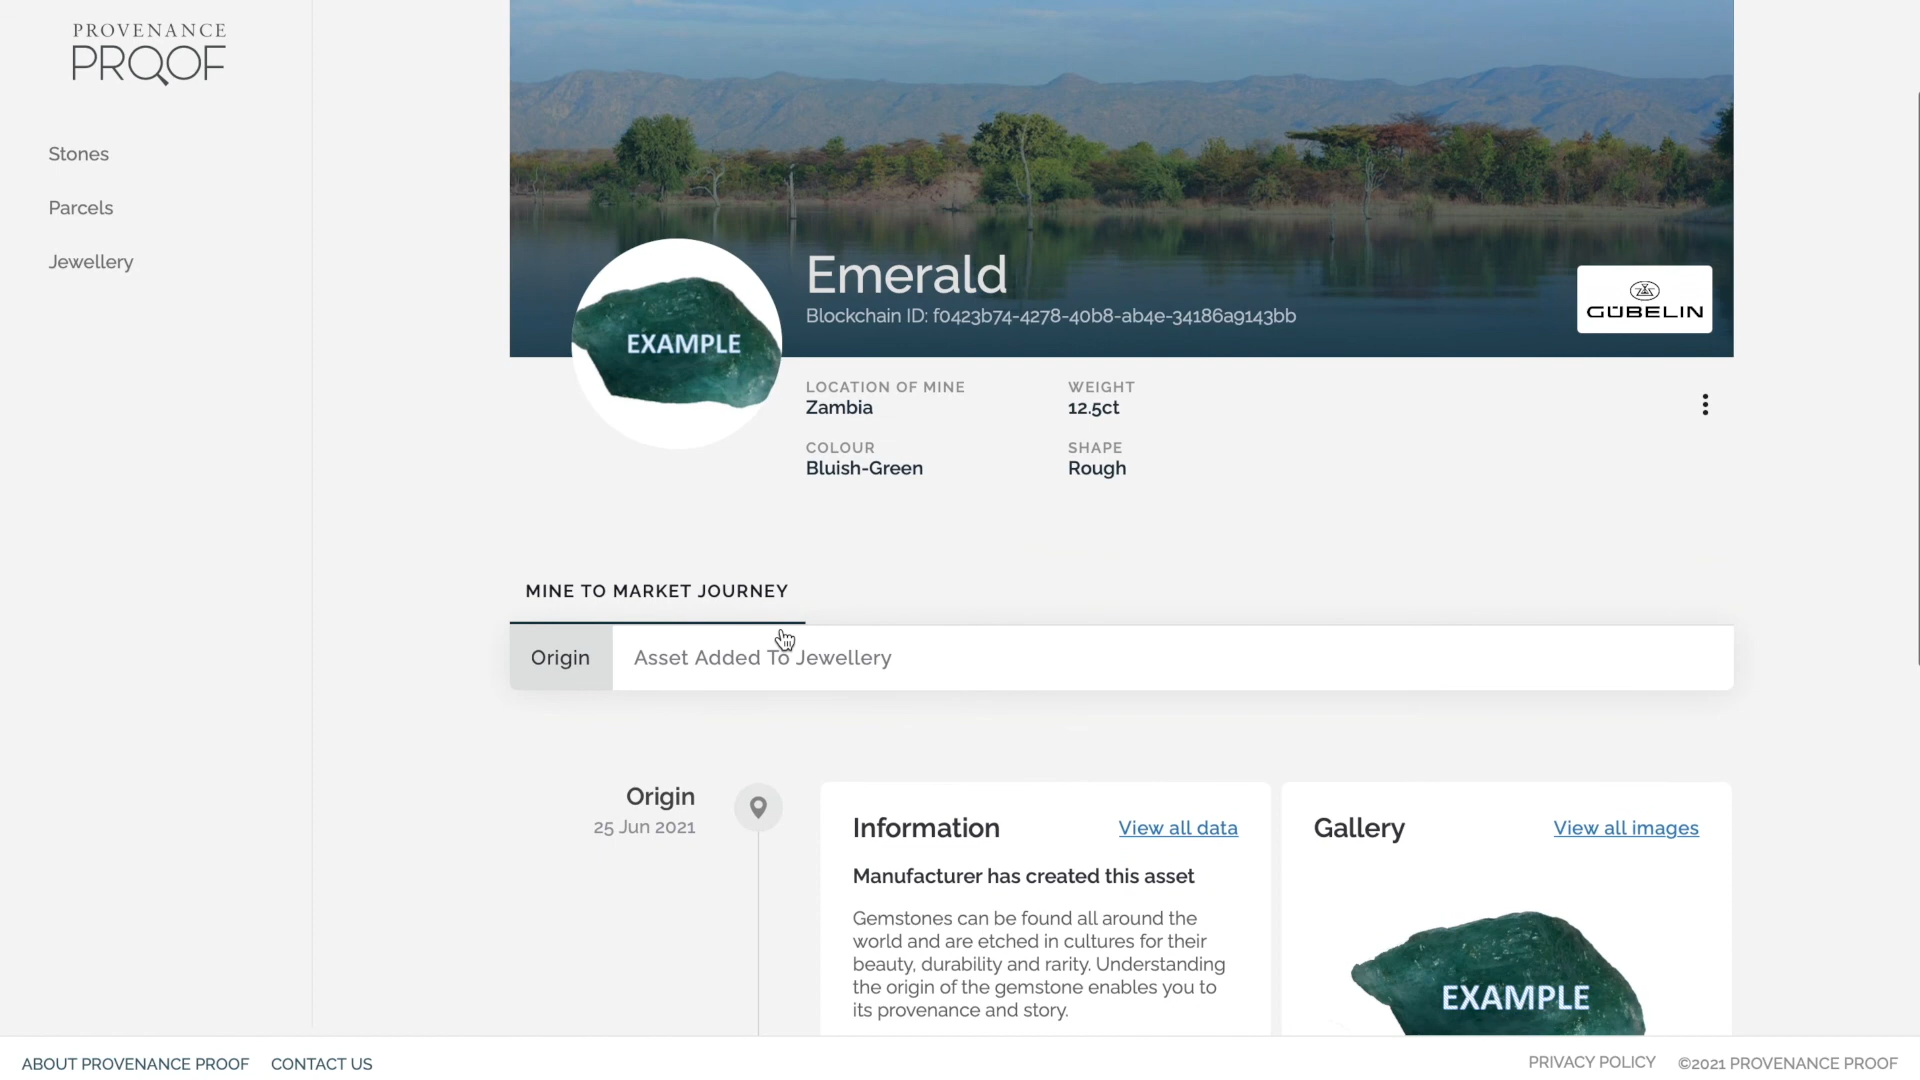 PROVENANCE
PROOF
Stones
Parcels
Jewellery
Emerald
Blockchain ID: f0423b74-4278-40b8-ab4e-34186a9143bb
GÜBELIN
EXAMPLE
LOCATION OF MINE
Zambia
WEIGHT
12.5ct
COLOUR
Bluish-Green
SHAPE
Rough
MINE TO MARKET JOURNEY
Origin
Asset Added To Jewellery
Origin
25 Jun 2021
Information
View all data
Manufacturer has created this asset
Gemstones can be found all around the
world and are etched in cultures for their
beauty, durability and rarity. Understanding
the origin of the gemstone enables you to
its provenance and story.
Gallery
View all images
EXAMPLE
ABOUT PROVENANCE PROOF
CONTACT US
PRIVACY POLICY
©2021 PROVENANCE PROOF